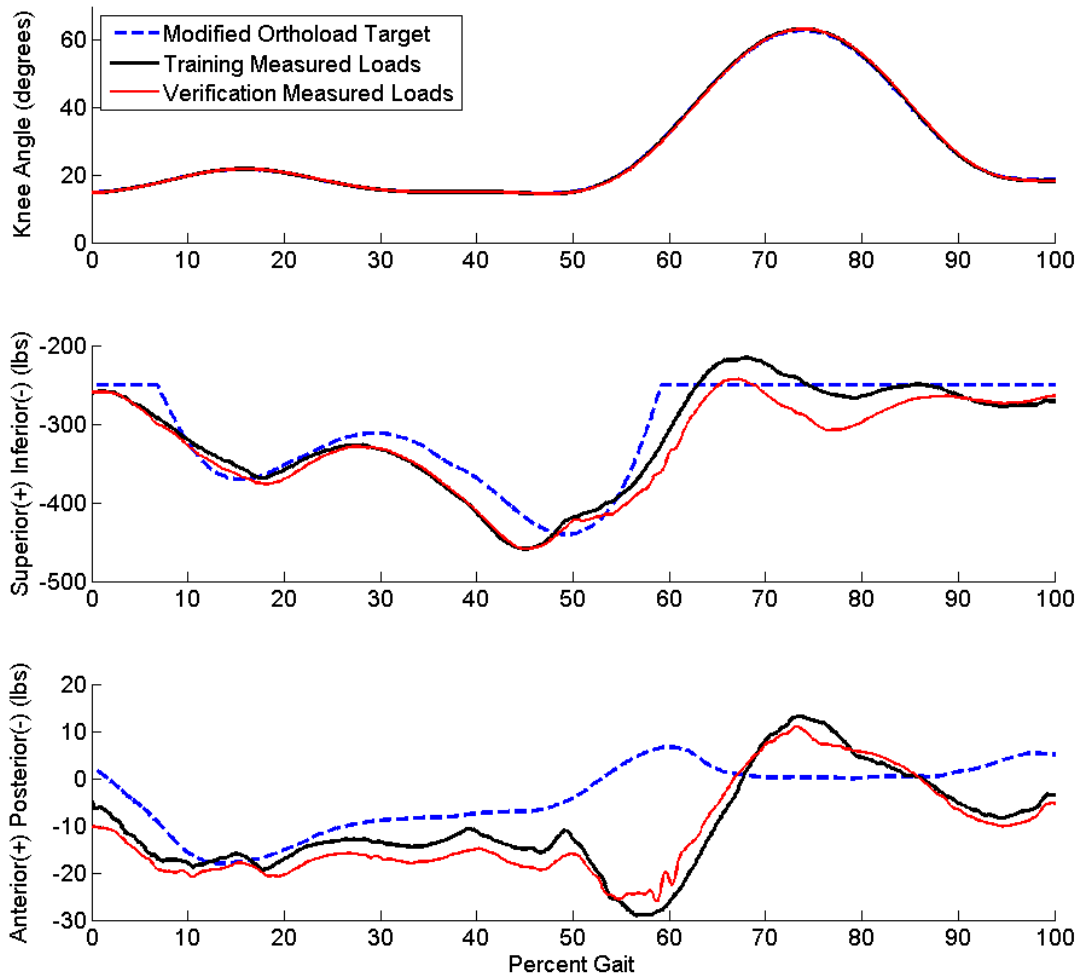 Modified Orthoload Target
Training Measured Loads
Verification Measured Loads
Knee Angle (degrees)
60
40
20
0
0 10 20 30 40 50 60 70 80 90 100
Superior(+) Inferior(-) (lbs)
-200
-300
-400
-500
0 10 20 30 40 50 60 70 80 90 100
Anterior(+) Posterior(-) (lbs)
20
10
0
-10
-20
-30
0 10 20 30 40 50 60 70 80 90 100
Percent Gait